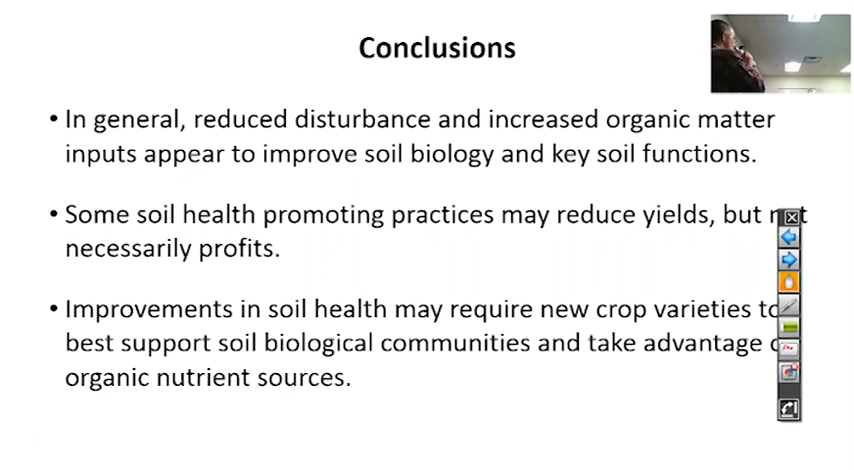 Conclusions
• In general, reduced disturbance and increased organic matter
inputs appear to improve soil biology and key soil functions.
• Some soil health promoting practices may reduce yields, but
necessarily profits.
• Improvements in soil health may require new crop varieties to
best support soil biological communities and take advantage
organic nutrient sources.